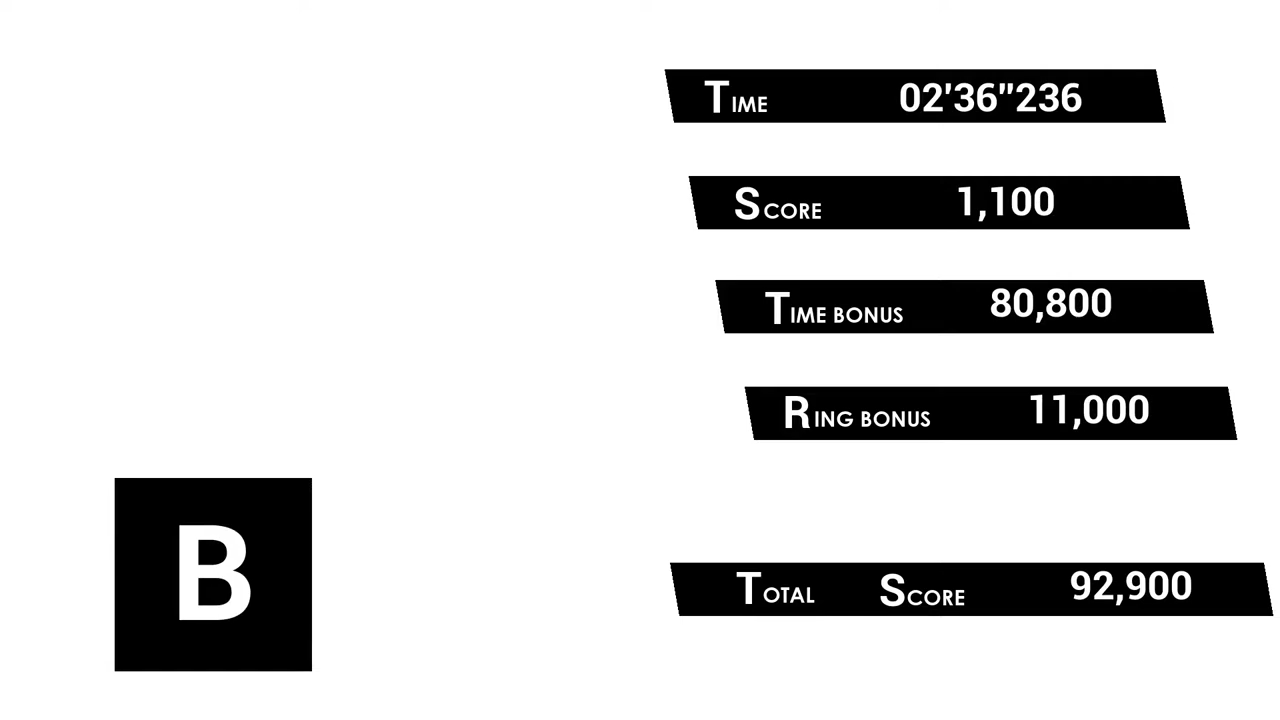 TIME 02'36"236
SCORE 1,100
TIME BONUS 80,800
RING BONUS 11,000
B
TOTAL SCORE 92,900